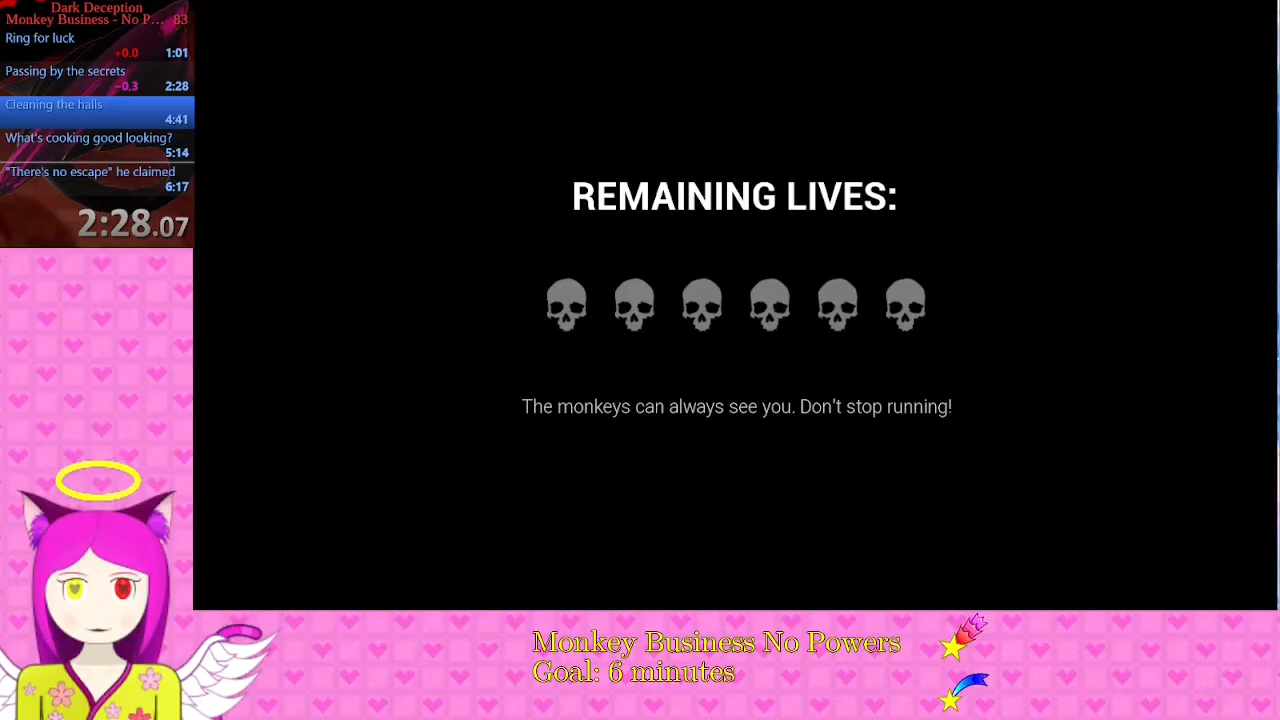 Dark Deception
Monkey Business - No P... 83
Ring for luck
+0.0 1:01
Passing by the secrets
-0.3 2:28
Cleaning the halls
4:41
What's cooking good looking?
5:14
"There's no escape" he claimed
6:17
2:28.07
REMAINING LIVES:
The monkeys can always see you. Don't stop running!
Monkey Business No Powers
Goal: 6 minutes